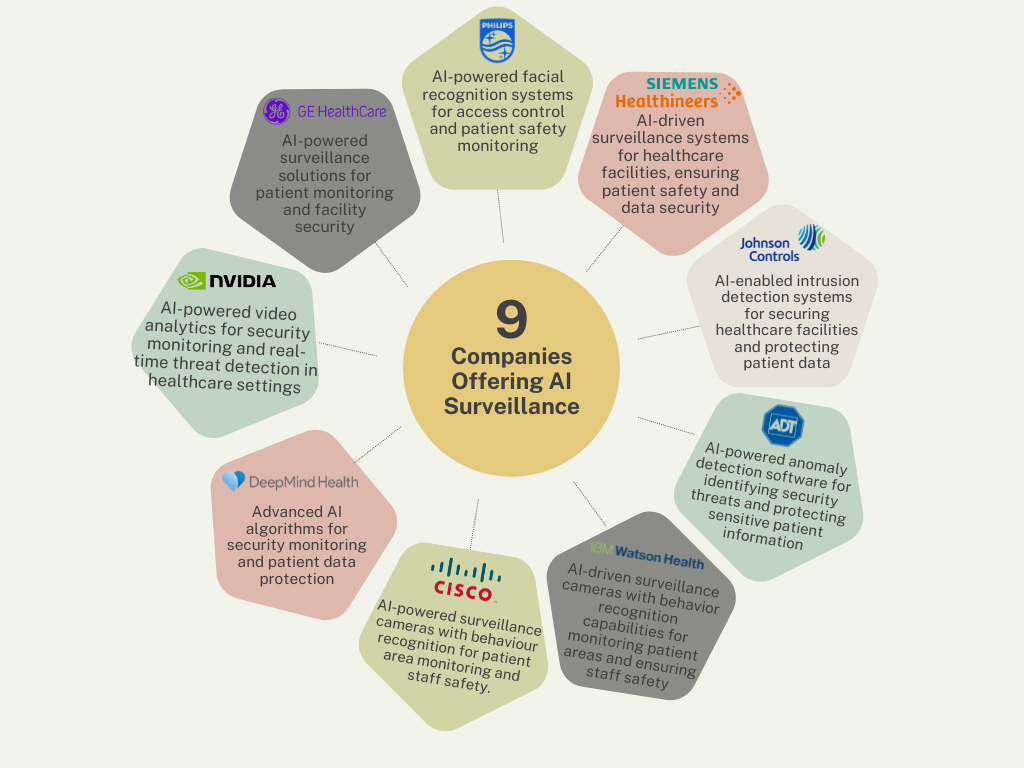 9
Companies
Offering AI
Surveillance
PHILIPS
AI-powered facial
recognition systems
for access control
and patient safety
monitoring
SIEMENS
Healthineers
AI-driven
surveillance systems
for healthcare
facilities, ensuring
patient safety and
data security
Johnson
Controls
AI-enabled intrusion
detection systems
for securing
healthcare facilities
and protecting
patient data
ADT
AI-powered anomaly
detection software for
identifying security
threats and protecting
sensitive patient
information
IBM Watson Health
AI-driven surveillance
cameras with behavior
recognition
capabilities for
monitoring patient
areas and ensuring
staff safety
CISCO
AI-powered surveillance
cameras with behaviour
recognition for patient
area monitoring and
staff safety.
DeepMind Health
Advanced AI
algorithms for
security monitoring
and patient data
protection
NVIDIA
AI-powered video
analytics for security
monitoring and real-
time threat detection in
healthcare settings
GE HealthCare
AI-powered
surveillance
solutions for
patient monitoring
and facility
security